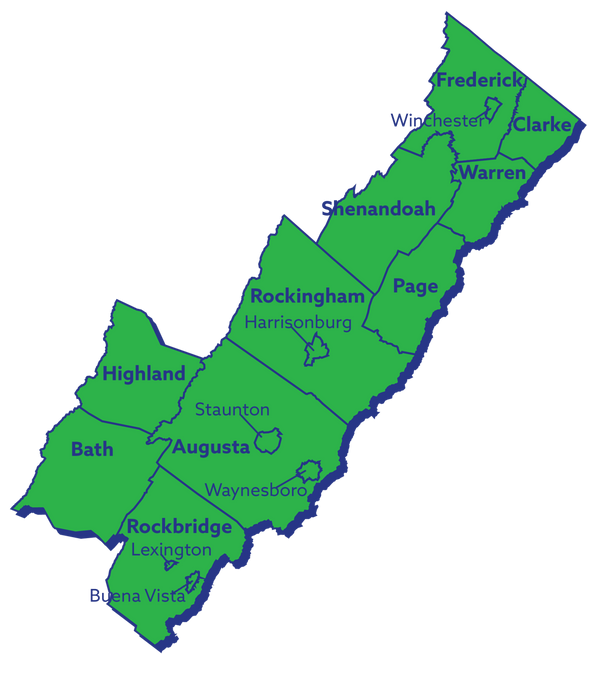 Frederick
Winchester
Clarke
Warren
Shenandoah
Page
Rockingham
Harrisonburg
Highland
Staunton
Augusta
Bath
Waynesboro
Rockbridge
Lexington
Buena Vista